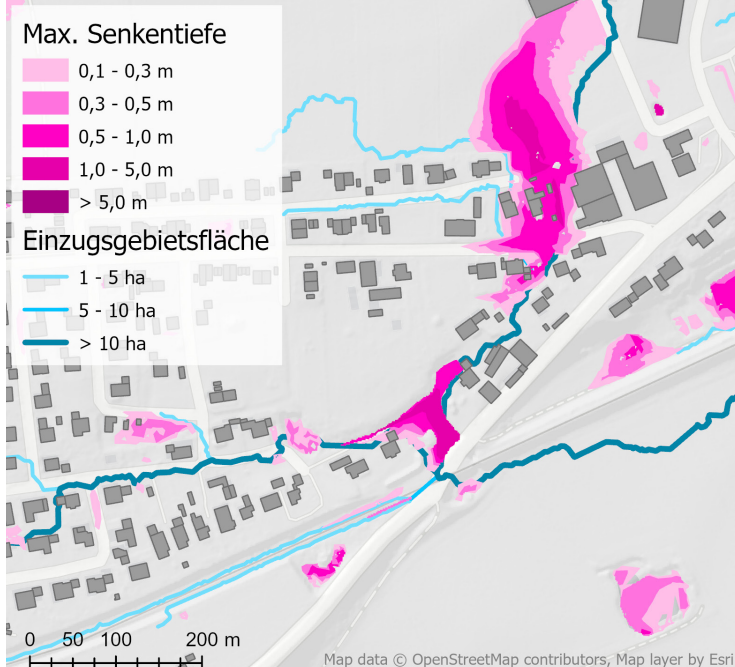 Max. Senkentiefe
0,1 - 0,3 m
0,3 - 0,5 m
0,5 - 1,0 m
1,0 - 5,0 m
> 5,0 m
Einzugsgebietsfläche
1 - 5 ha
5 - 10 ha
> 10 ha
0 50 100 200 m
Map data © OpenStreetMap contributors, Map layer by Esri